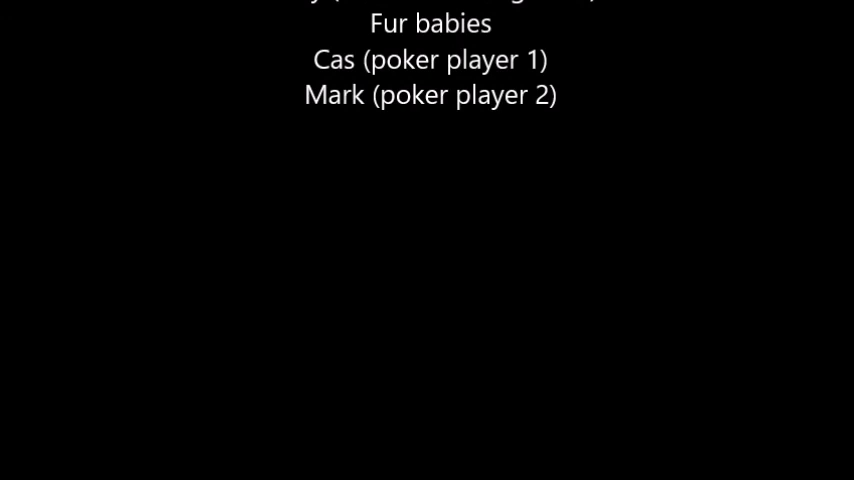 Fur babies
Cas (poker player 1)
Mark (poker player 2)